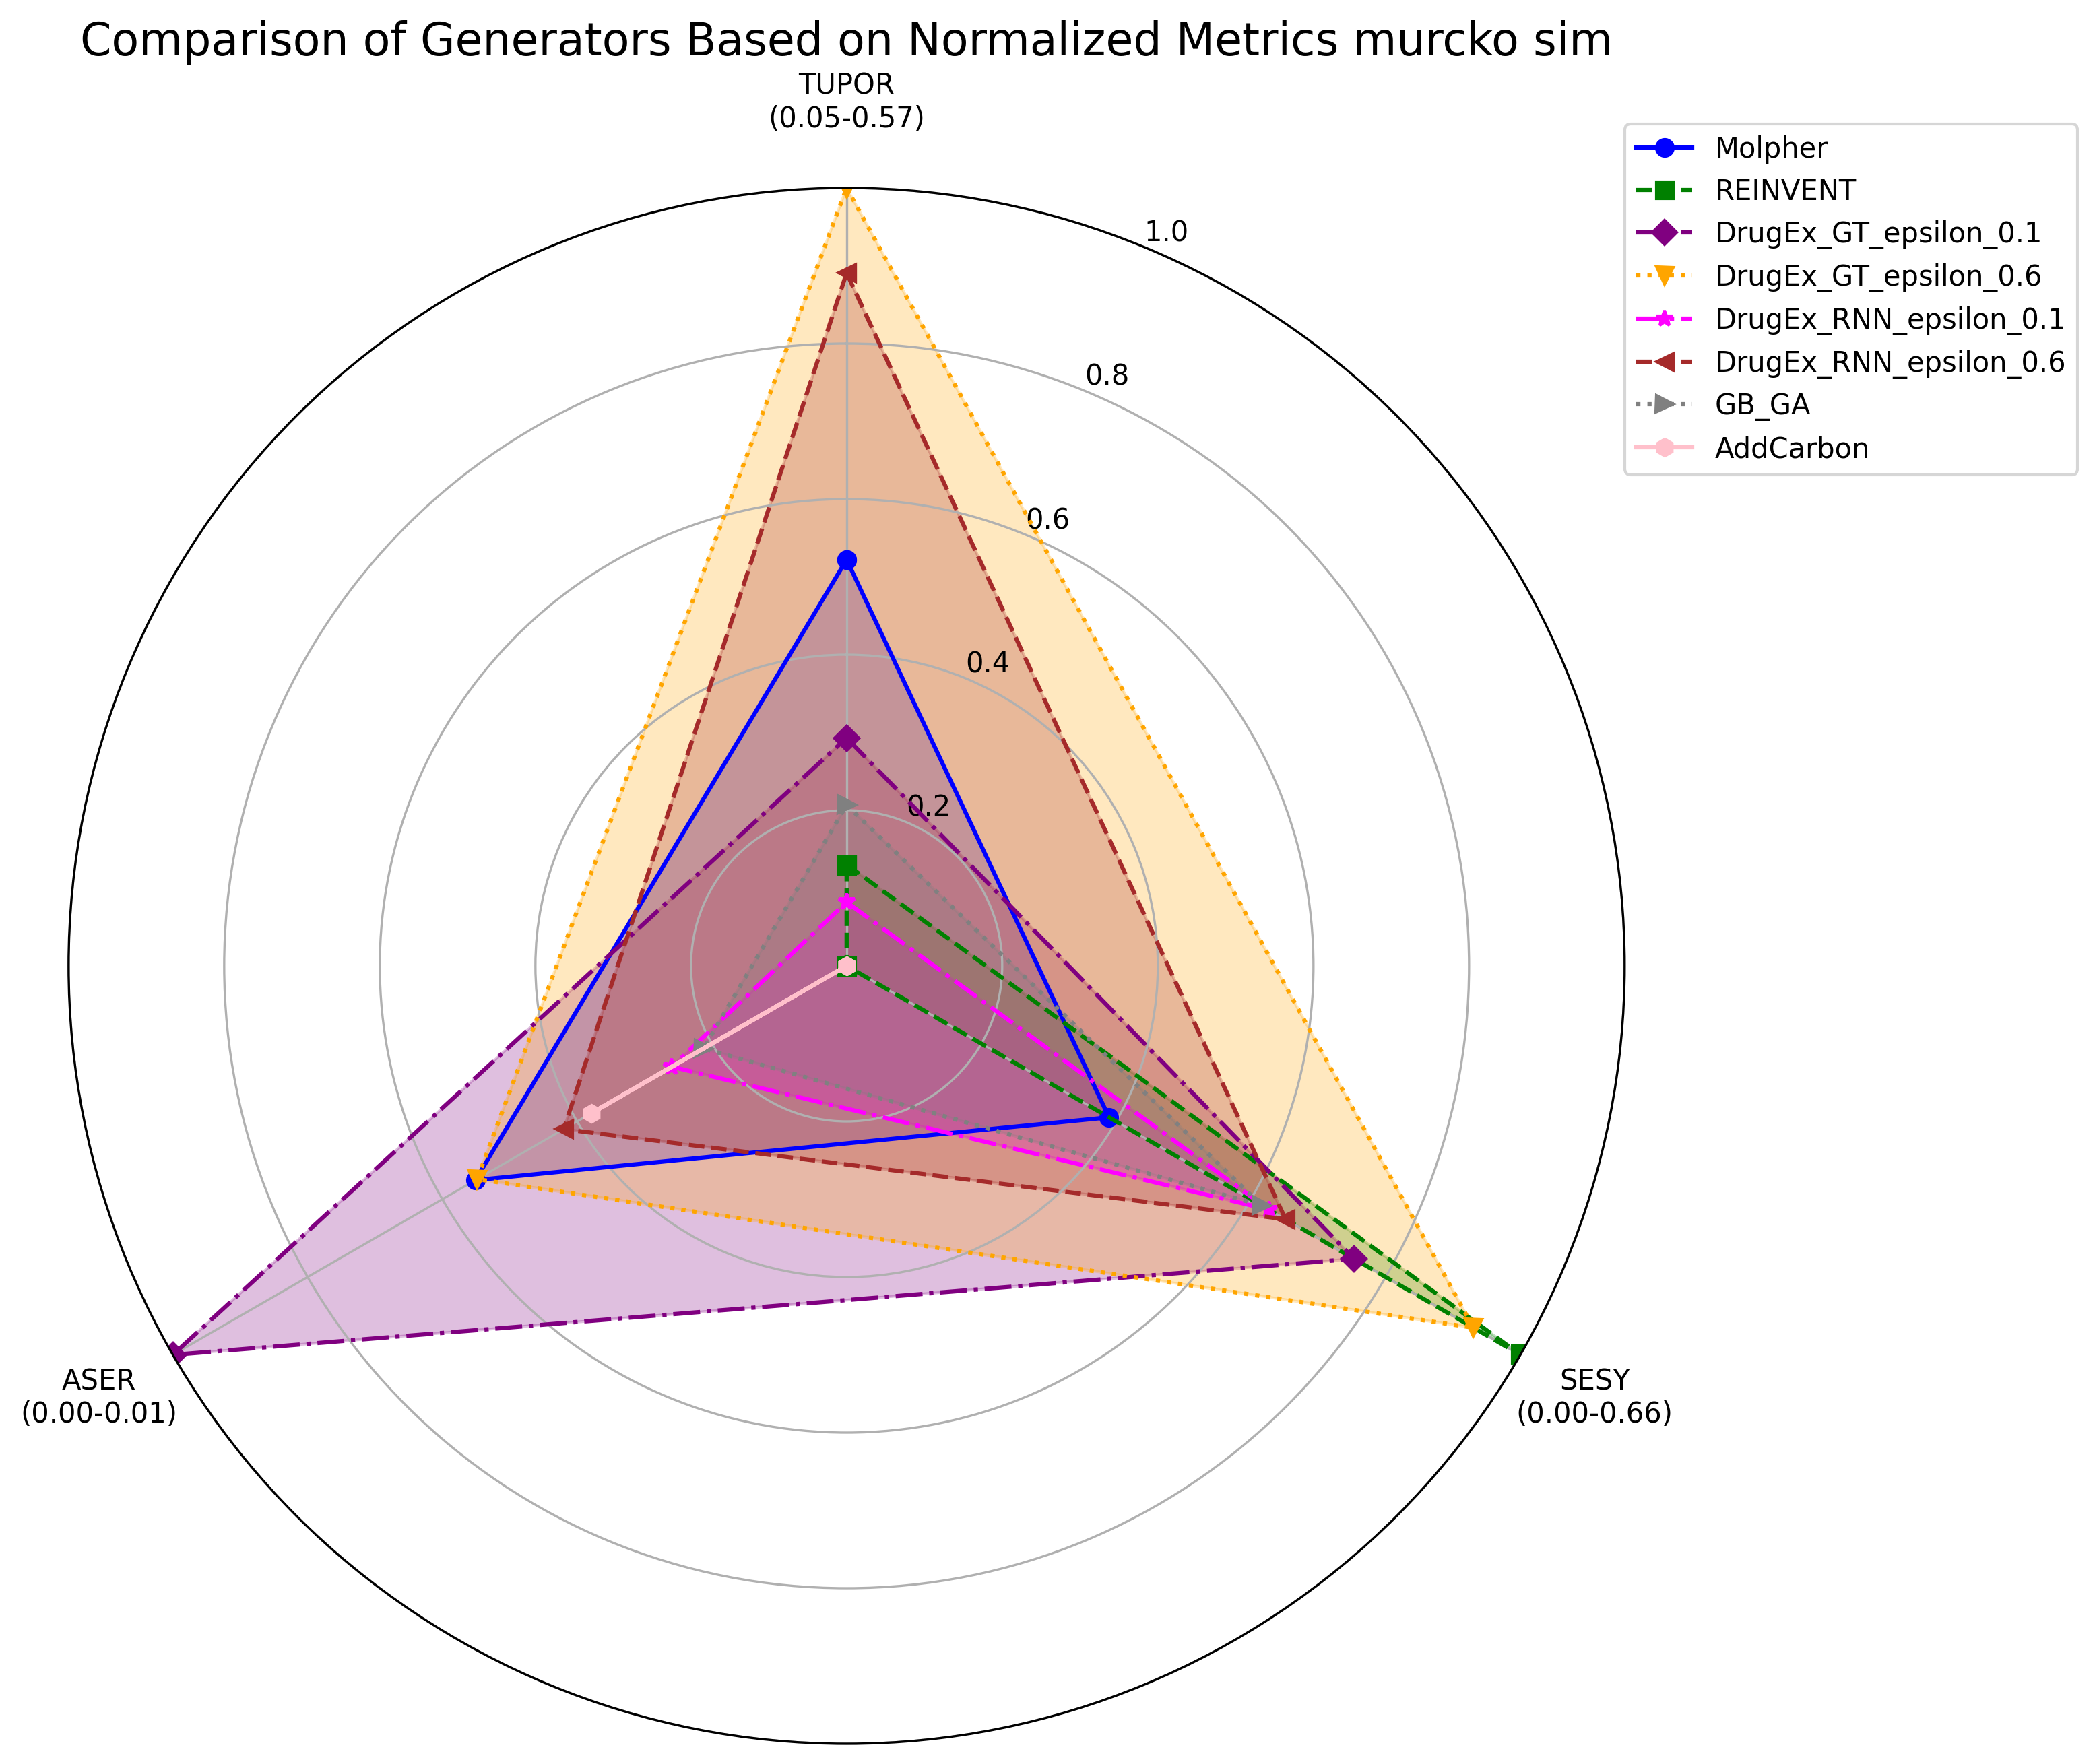 Comparison of Generators Based on Normalized Metrics murcko sim
TUPOR
(0.05-0.57)
Molpher
REINVENT
DrugEx_GT_epsilon_0.1
DrugEx_GT_epsilon_0.6
DrugEx_RNN_epsilon_0.1
DrugEx_RNN_epsilon_0.6
GB_GA
AddCarbon
1.0
0.8
0.6
0.4
0.2
ASER
(0.00-0.01)
SESY
(0.00-0.66)